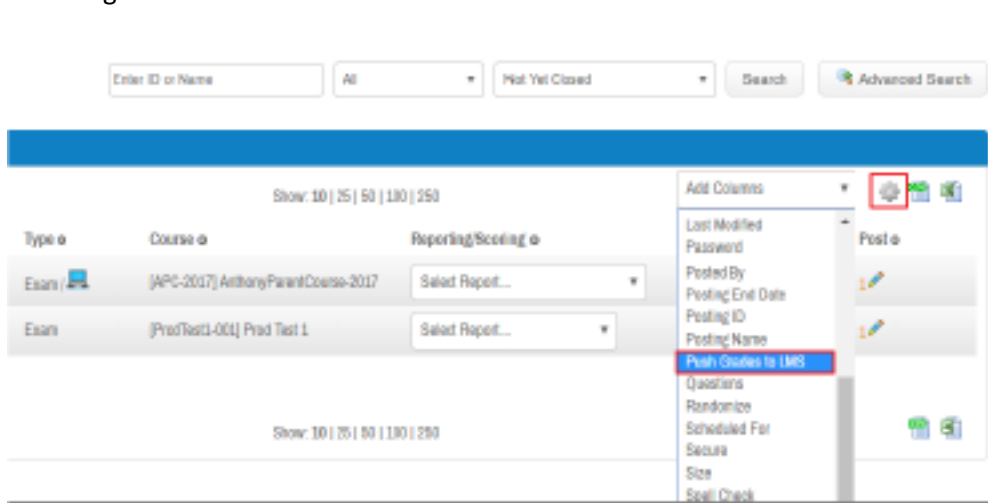 Enter ID or Name All Not Yet Closed Search Advanced Search
Add Columns
Show: 10 | 25 | 50 | 100 | 250
Type Course Reporting/Scoring Post
Exam / [APC-2017] AnthonyParentCourse-2017 Select Report... 1
Exam [ProdTest1-001] Prod Test 1 Select Report... 1
Last Modified
Password
Posted By
Posting End Date
Posting ID
Posting Name
Push Grades to LMS
Questions
Randomize
Scheduled For
Secure
Size
Spell Check
Show: 10 | 25 | 50 | 100 | 250